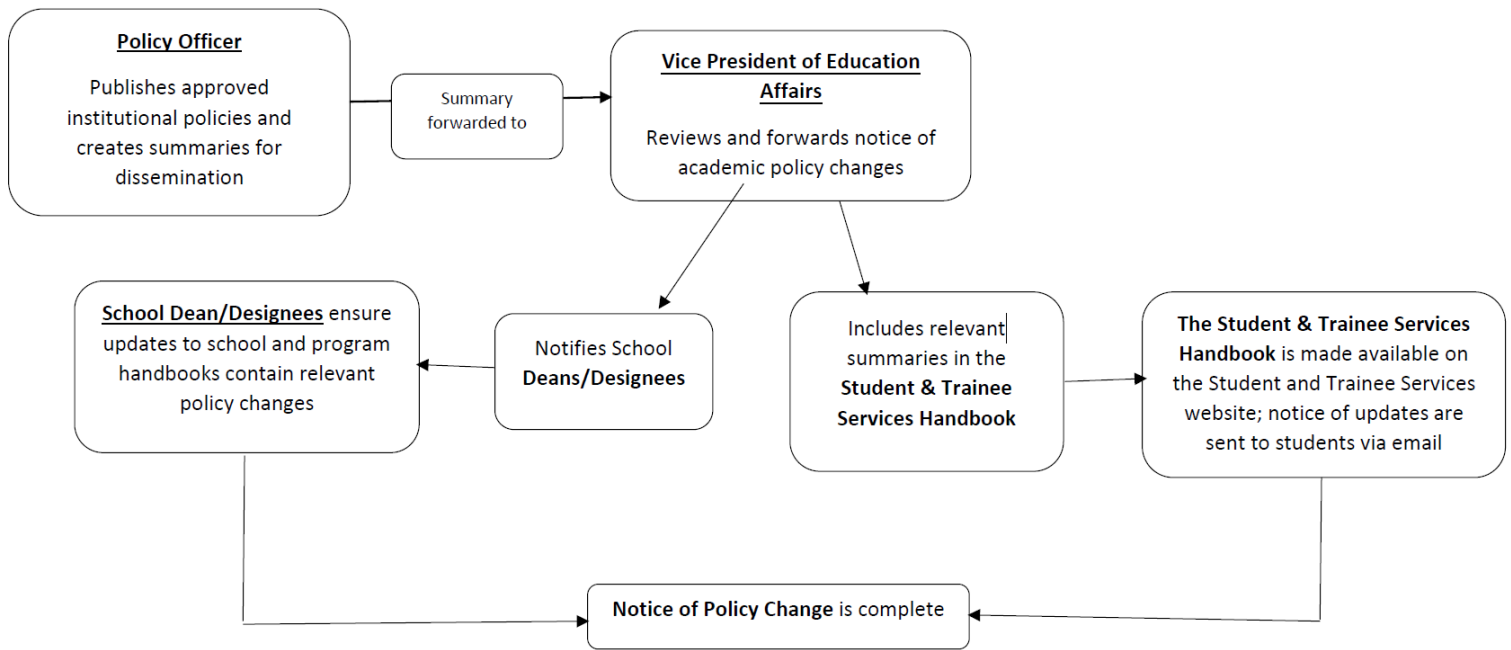 Policy Officer
Publishes approved
institutional policies and
creates summaries for
dissemination
Summary
forwarded to
Vice President of Education
Affairs
Reviews and forwards notice of
academic policy changes
School Dean/Designees ensure
updates to school and program
handbooks contain relevant
policy changes
Notifies School
Deans/Designees
Includes relevant
summaries in the
Student & Trainee
Services Handbook
The Student & Trainee Services
Handbook is made available on
the Student and Trainee Services
website; notice of updates are
sent to students via email
Notice of Policy Change is complete